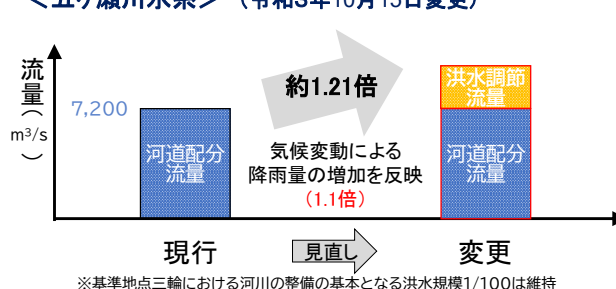 ＜五ヶ瀬川水系＞ （令和3年10月15日変更）
流量（m³/s）
7,200
約1.21倍
洪水調節
流量
河道配分
流量
気候変動による
降雨量の増加を反映
（1.1倍）
河道配分
流量
現行
見直し
変更
※基準地点三輪における河川の整備の基本となる洪水規模1/100は維持